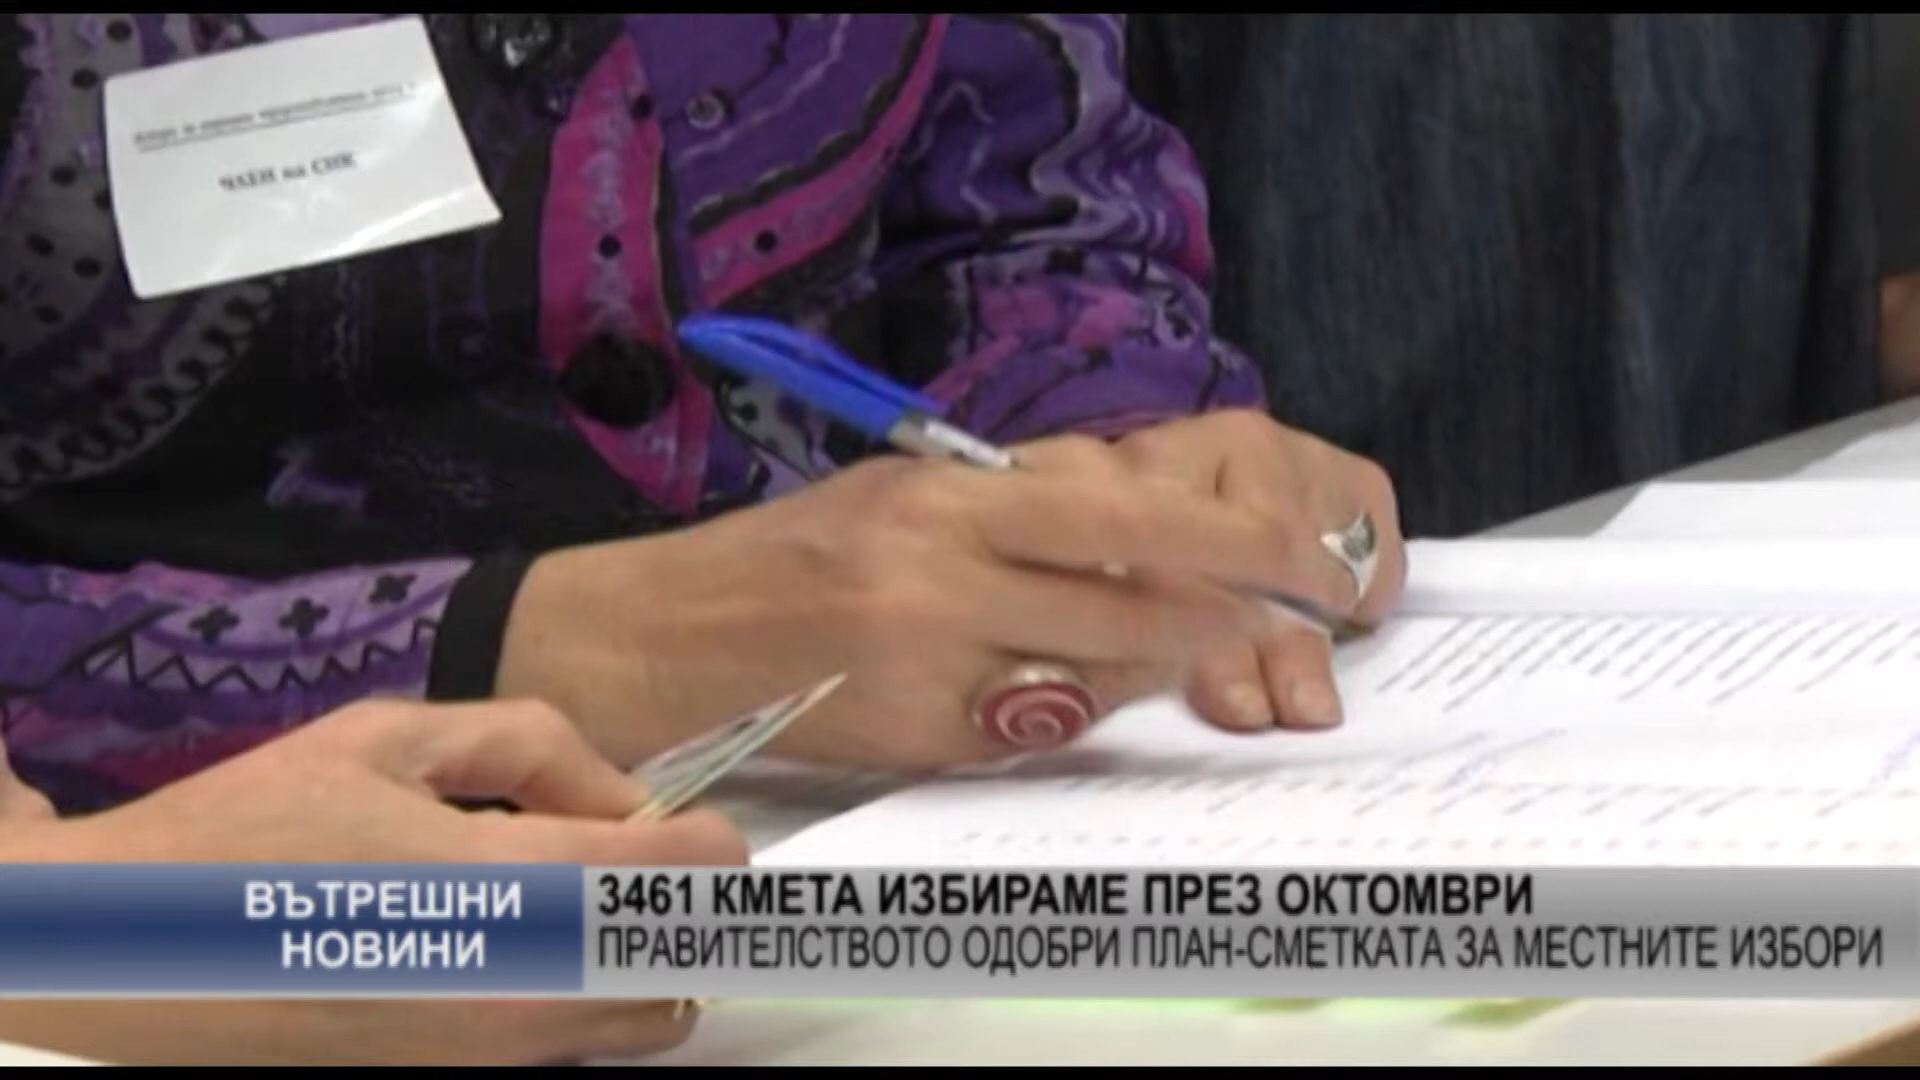 ЧЛЕН на СИК
ВЪТРЕШНИ
НОВИНИ
3461 КМЕТА ИЗБИРАМЕ ПРЕЗ ОКТОМВРИ
ПРАВИТЕЛСТВОТО ОДОБРИ ПЛАН-СМЕТКАТА ЗА МЕСТНИТЕ ИЗБОРИ